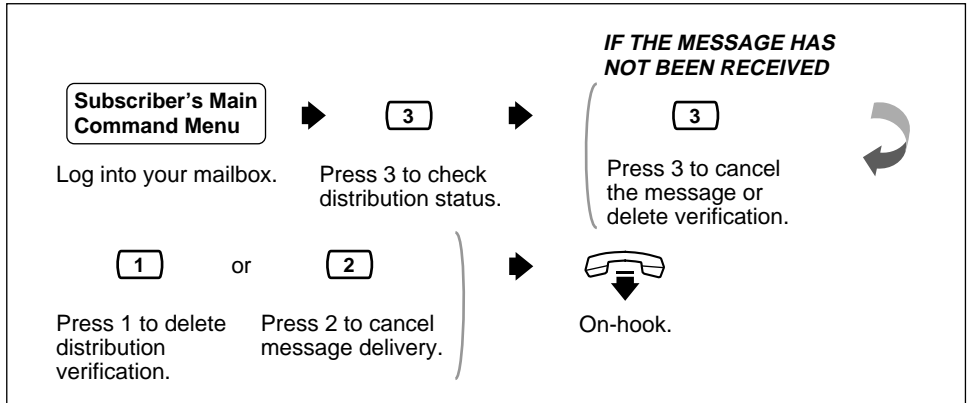 IF THE MESSAGE HAS
NOT BEEN RECEIVED
Subscriber's Main
Command Menu
3
3
Log into your mailbox.
Press 3 to check
distribution status.
Press 3 to cancel
the message or
delete verification.
1
or
2
Press 1 to delete
distribution
verification.
Press 2 to cancel
message delivery.
On-hook.